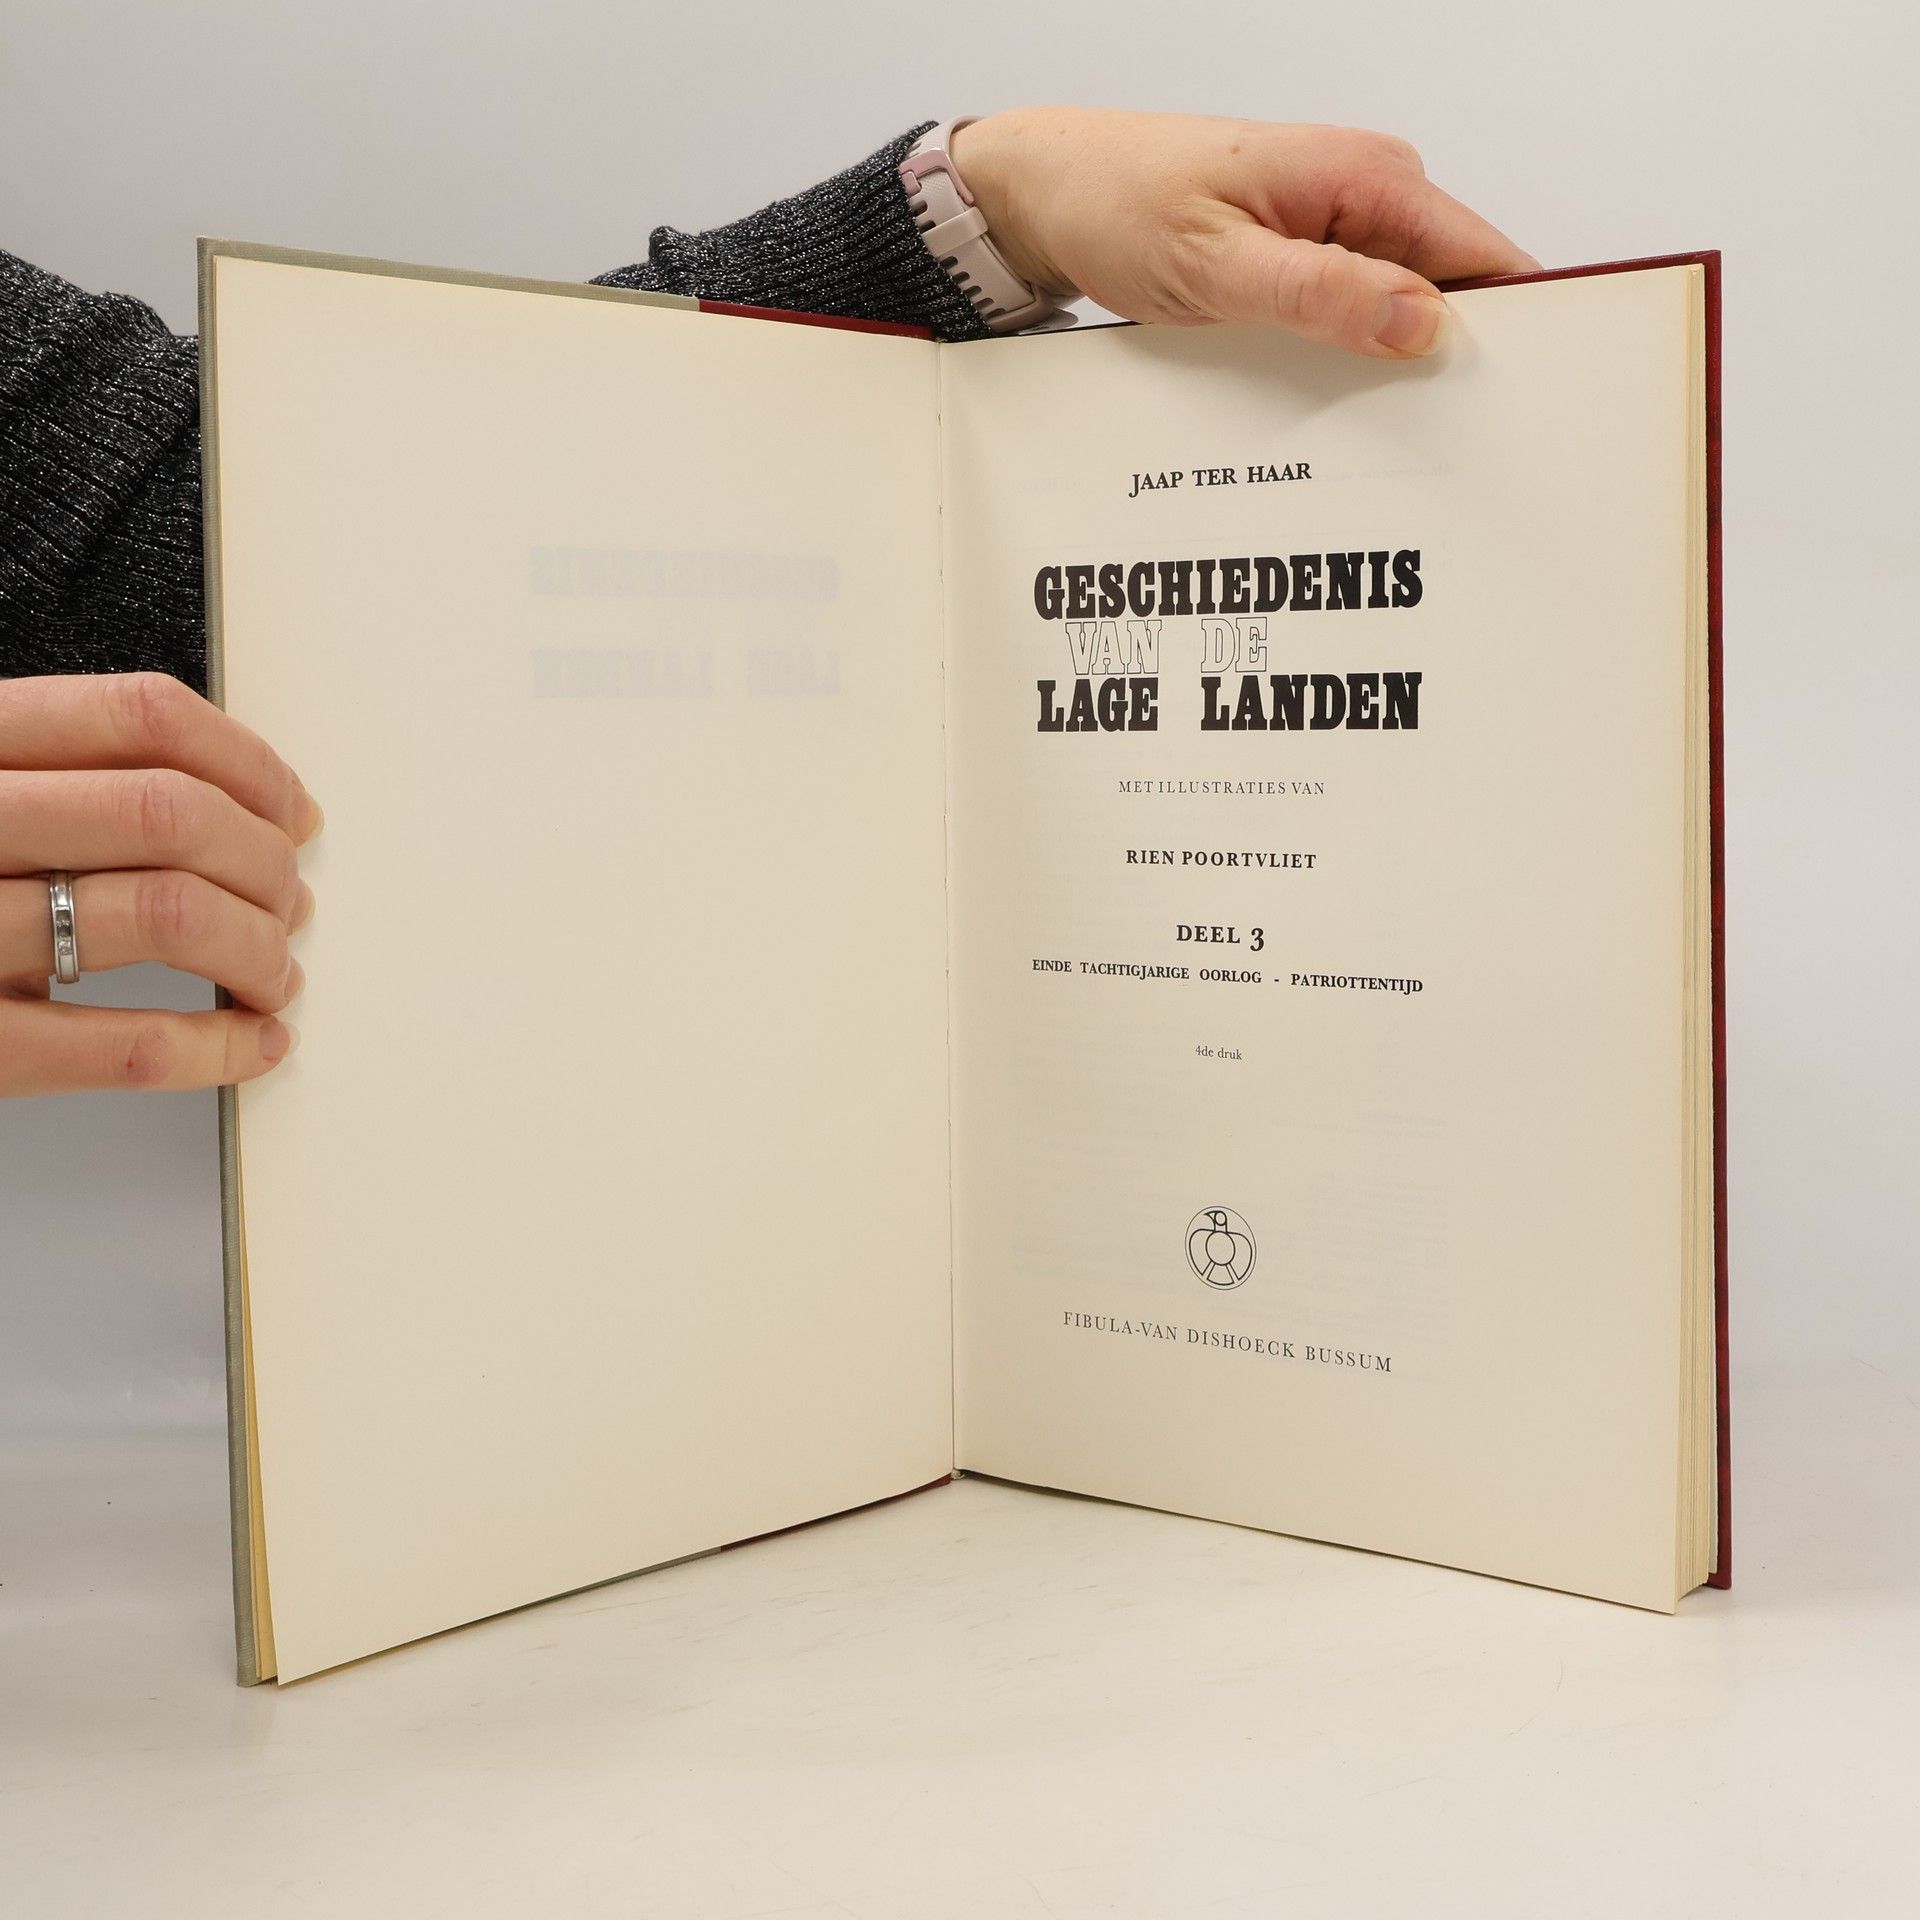 JAAP TER HAAR
GESCHIEDENIS
VAN DE
LAGE LANDEN
MET ILLUSTRATIES VAN
RIEN POORTVLIET
DEEL 3
EINDE TACHTIGJARIGE OORLOG - PATRIOTTENTIJD
4de druk
FIBULA-VAN DISHOECK BUSSUM